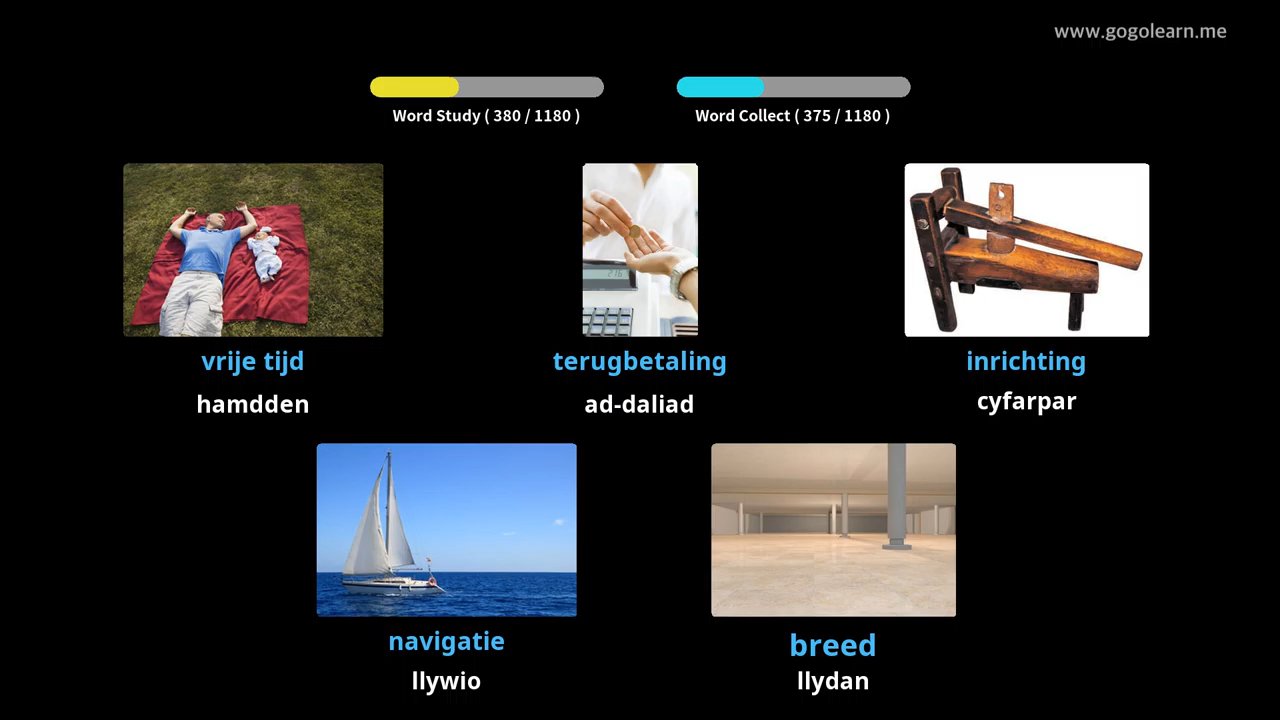 www.gogolearn.me
Word Study ( 380 / 1180 )
Word Collect ( 375 / 1180 )
vrije tijd
hamdden
terugbetaling
ad-daliad
inrichting
cyfarpar
navigatie
llywio
breed
llydan